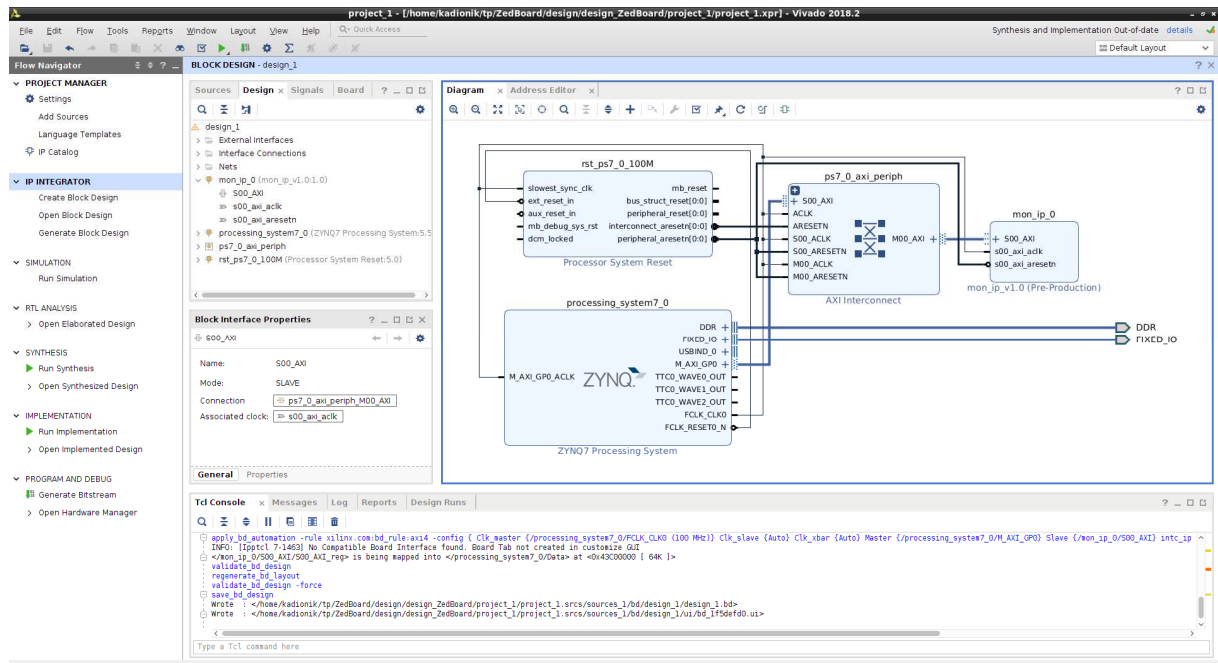 project_1 - [/home/kadionik/tp/ZedBoard/design/design_ZedBoard/project_1/project_1.xpr] - Vivado 2018.2
File Edit Flow Tools Reports Window Layout View Help Quick Access
Synthesis and Implementation Out-of-date details
Default Layout
Flow Navigator
PROJECT MANAGER
Settings
Add Sources
Language Templates
IP Catalog
IP INTEGRATOR
Create Block Design
Open Block Design
Generate Block Design
SIMULATION
Run Simulation
RTL ANALYSIS
Open Elaborated Design
SYNTHESIS
Run Synthesis
Open Synthesized Design
IMPLEMENTATION
Run Implementation
Open Implemented Design
PROGRAM AND DEBUG
Generate Bitstream
Open Hardware Manager
BLOCK DESIGN - design_1
Sources Design Signals Board
design_1
External Interfaces
Interface Connections
Nets
mon_ip_0 (mon_ip_v1.0:1.0)
S00_AXI
s00_axi_aclk
s00_axi_aresetn
processing_system7_0 (ZYNQ7 Processing System:5.5
ps7_0_axi_periph
rst_ps7_0_100M (Processor System Reset:5.0)
Block Interface Properties
S00_AXI
Name: S00_AXI
Mode: SLAVE
Connection ps7_0_axi_periph_M00_AXI
Associated clock: s00_axi_aclk
General Properties
Diagram Address Editor
rst_ps7_0_100M
slowest_sync_clk mb_reset
ext_reset_in bus_struct_reset[0:0]
aux_reset_in peripheral_reset[0:0]
mb_debug_sys_rst interconnect_aresetn[0:0]
dcm_locked peripheral_aresetn[0:0]
Processor System Reset
ps7_0_axi_periph
S00_AXI
ACLK
ARESETN
S00_ACLK M00_AXI
S00_ARESETN
M00_ACLK
M00_ARESETN
AXI Interconnect
mon_ip_0
S00_AXI
s00_axi_aclk
s00_axi_aresetn
mon_ip_v1.0 (Pre-Production)
processing_system7_0
DDR
FIXED_IO
USBIND_0
M_AXI_GP0
M_AXI_GP0_ACLK ZYNQ TTC0_WAVE0_OUT
TTC0_WAVE1_OUT
TTC0_WAVE2_OUT
FCLK_CLK0
FCLK_RESET0_N
ZYNQ7 Processing System
DDR
FIXED_IO
Tcl Console Messages Log Reports Design Runs
apply_bd_automation -rule xilinx.com:bd_rule:axi4 -config { Clk_master {/processing_system7_0/FCLK_CLK0 (100 MHz)} Clk_slave {Auto} Clk_xbar {Auto} Master {/processing_system7_0/M_AXI_GP0} Slave {/mon_ip_0/S00_AXI} intc_ip
INFO: [Ipptcl 7-1463] No Compatible Board Interface found. Board Tab not created in customize GUI
</mon_ip_0/S00_AXI/S00_AXI_reg> is being mapped into </processing_system7_0/Data> at <0x43C00000 [ 64K ]>
validate_bd_design
regenerate_bd_layout
validate_bd_design -force
save_bd_design
Wrote : </home/kadionik/tp/ZedBoard/design/design_ZedBoard/project_1/project_1.srcs/sources_1/bd/design_1/design_1.bd>
Wrote : </home/kadionik/tp/ZedBoard/design/design_ZedBoard/project_1/project_1.srcs/sources_1/bd/design_1/ui/bd_1f5defd0.ui>
Type a Tcl command here